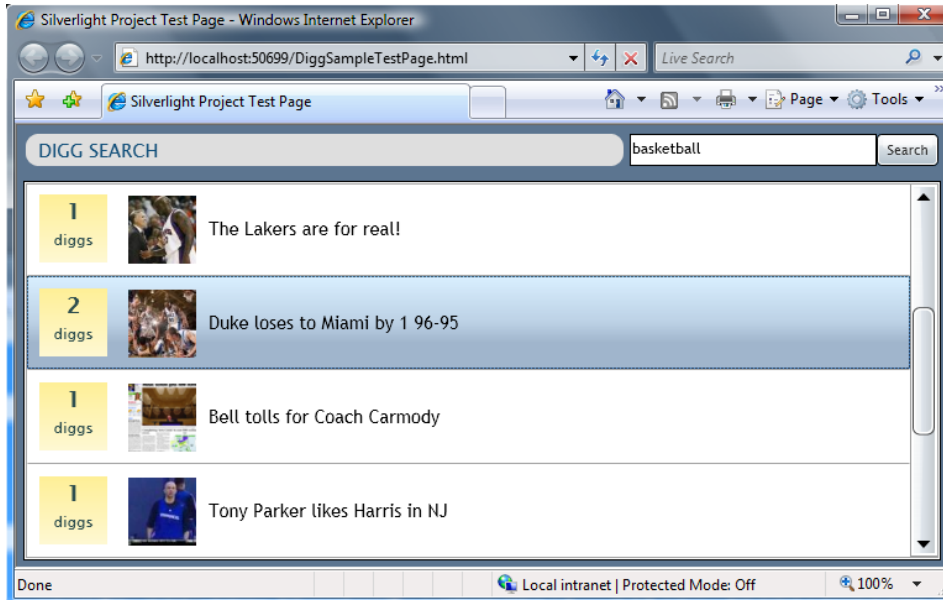 Silverlight Project Test Page - Windows Internet Explorer
http://localhost:50699/DiggSampleTestPage.html
Live Search
Silverlight Project Test Page
Page
Tools
DIGG SEARCH
basketball
Search
1
diggs
The Lakers are for real!
2
diggs
Duke loses to Miami by 1 96-95
1
diggs
Bell tolls for Coach Carmody
1
diggs
Tony Parker likes Harris in NJ
Done
Local intranet | Protected Mode: Off
100%